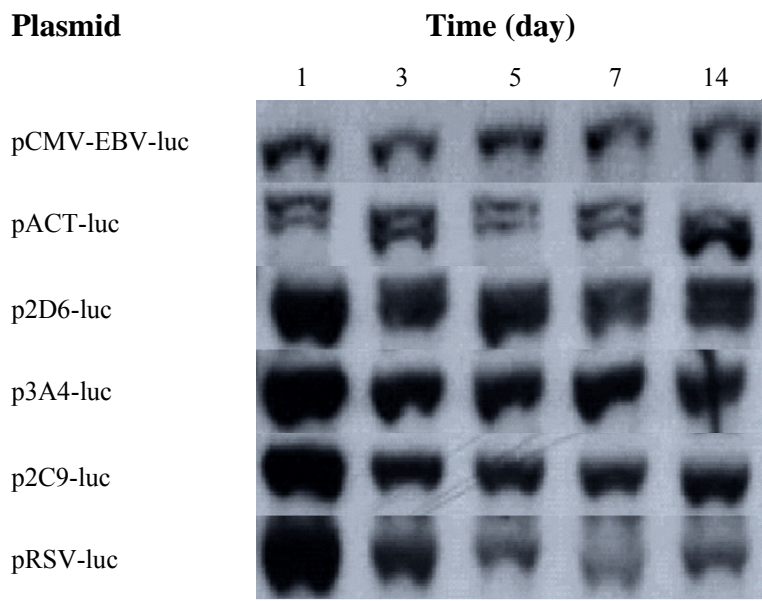 Plasmid Time (day)
1 3 5 7 14
pCMV-EBV-luc
pACT-luc
p2D6-luc
p3A4-luc
p2C9-luc
pRSV-luc